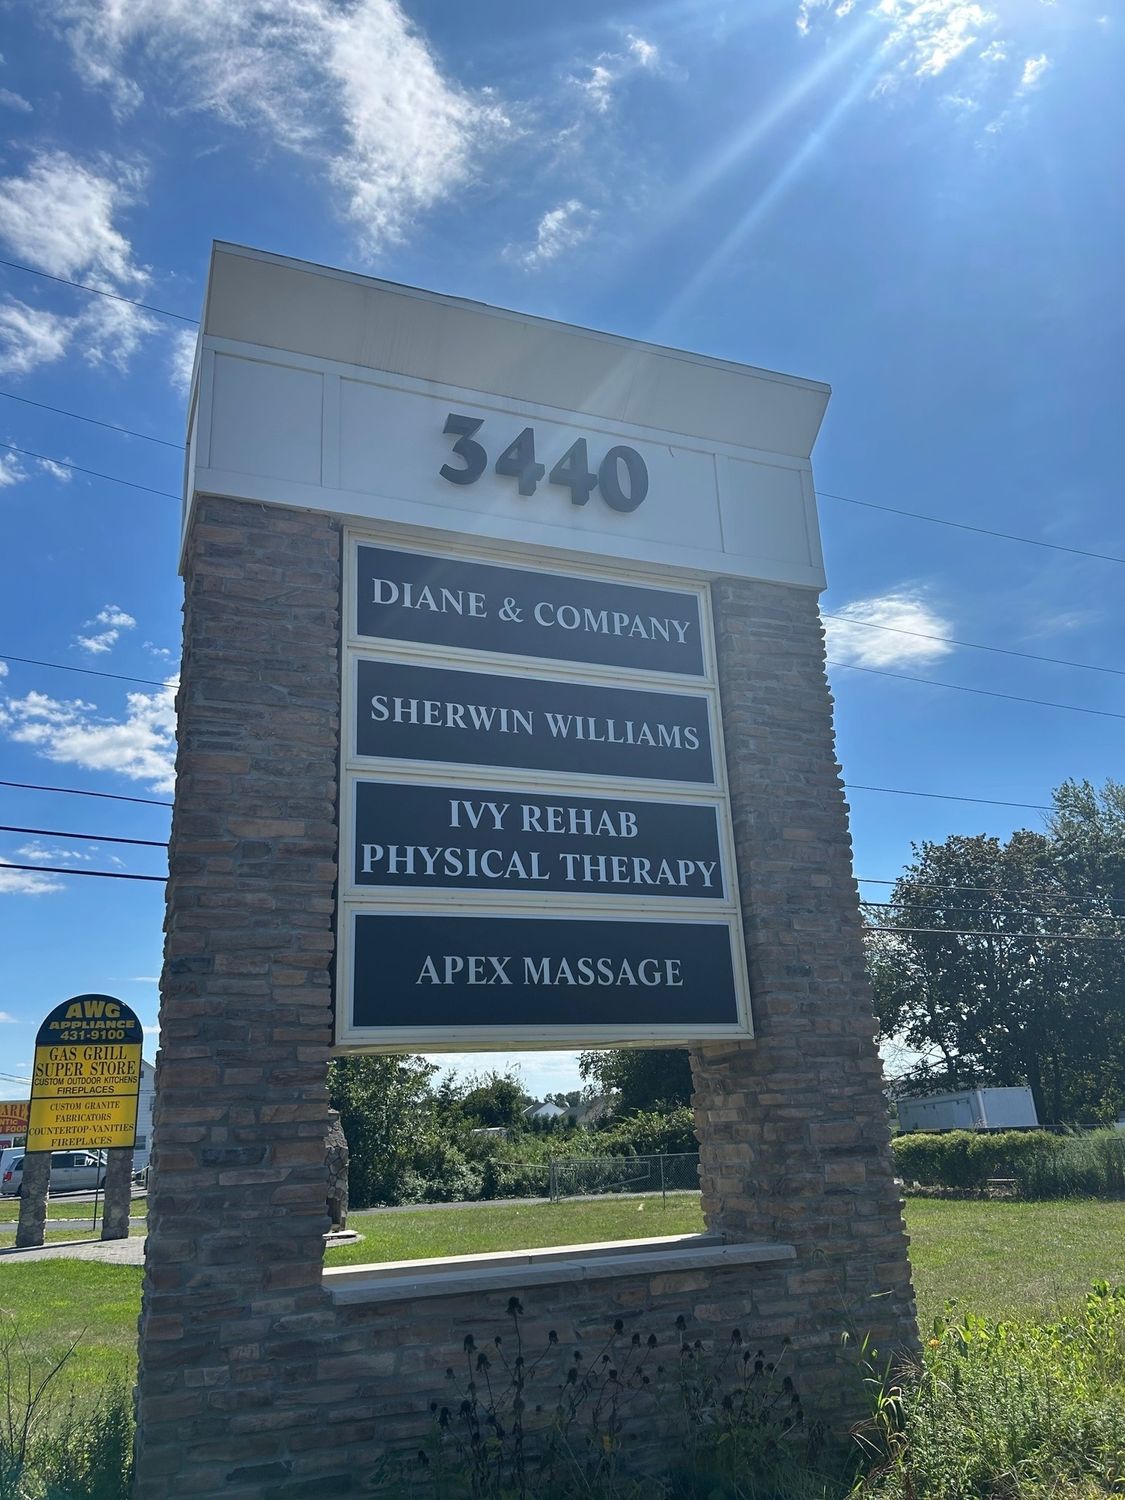 3440
DIANE & COMPANY
SHERWIN WILLIAMS
IVY REHAB
PHYSICAL THERAPY
APEX MASSAGE
AWG
APPLIANCE
431-9100
GAS GRILL
SUPER STORE
CUSTOM OUTDOOR KITCHENS
FIREPLACES
CUSTOM GRANITE
FABRICATORS
COUNTERTOP-VANITIES
FIREPLACES